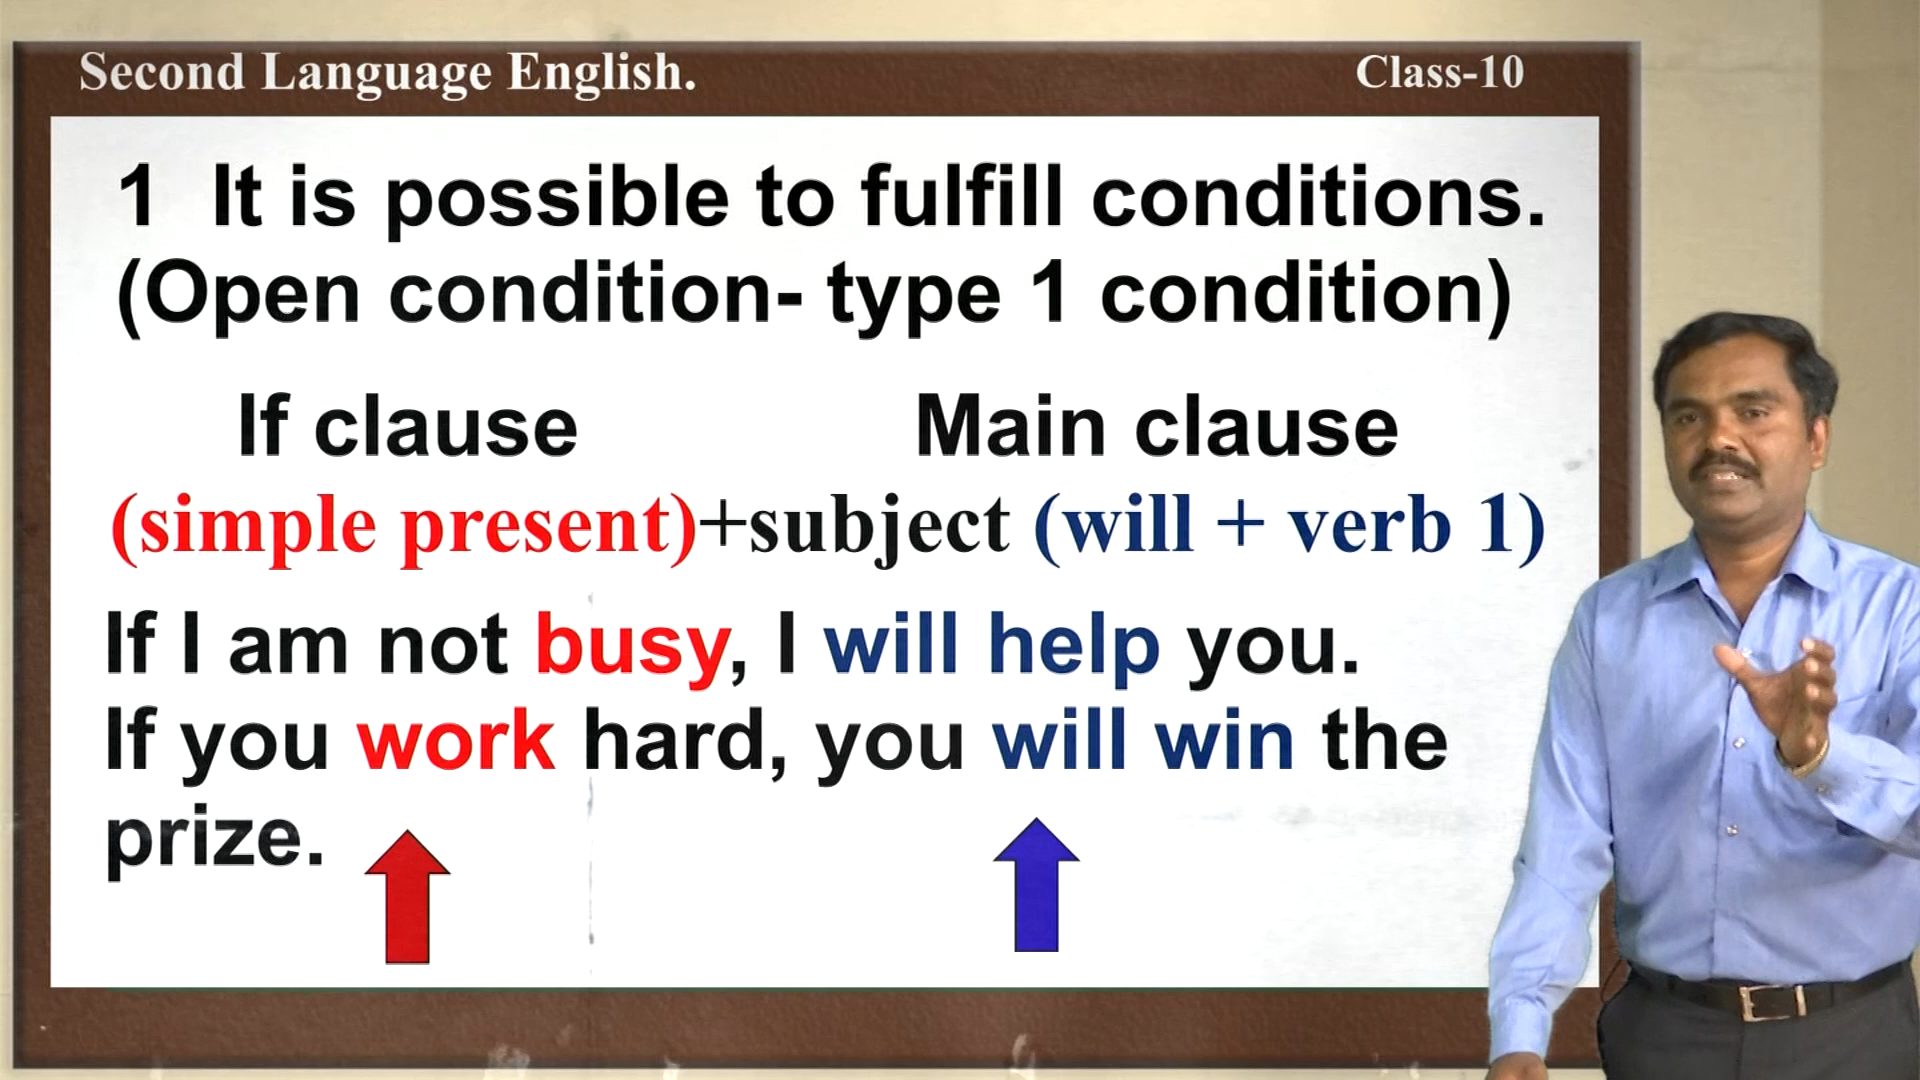 Second Language English.
Class-10
1 It is possible to fulfill conditions.
(Open condition- type 1 condition)
If clause Main clause
(simple present)+subject (will + verb 1)
If I am not busy, I will help you.
If you work hard, you will win the
prize.